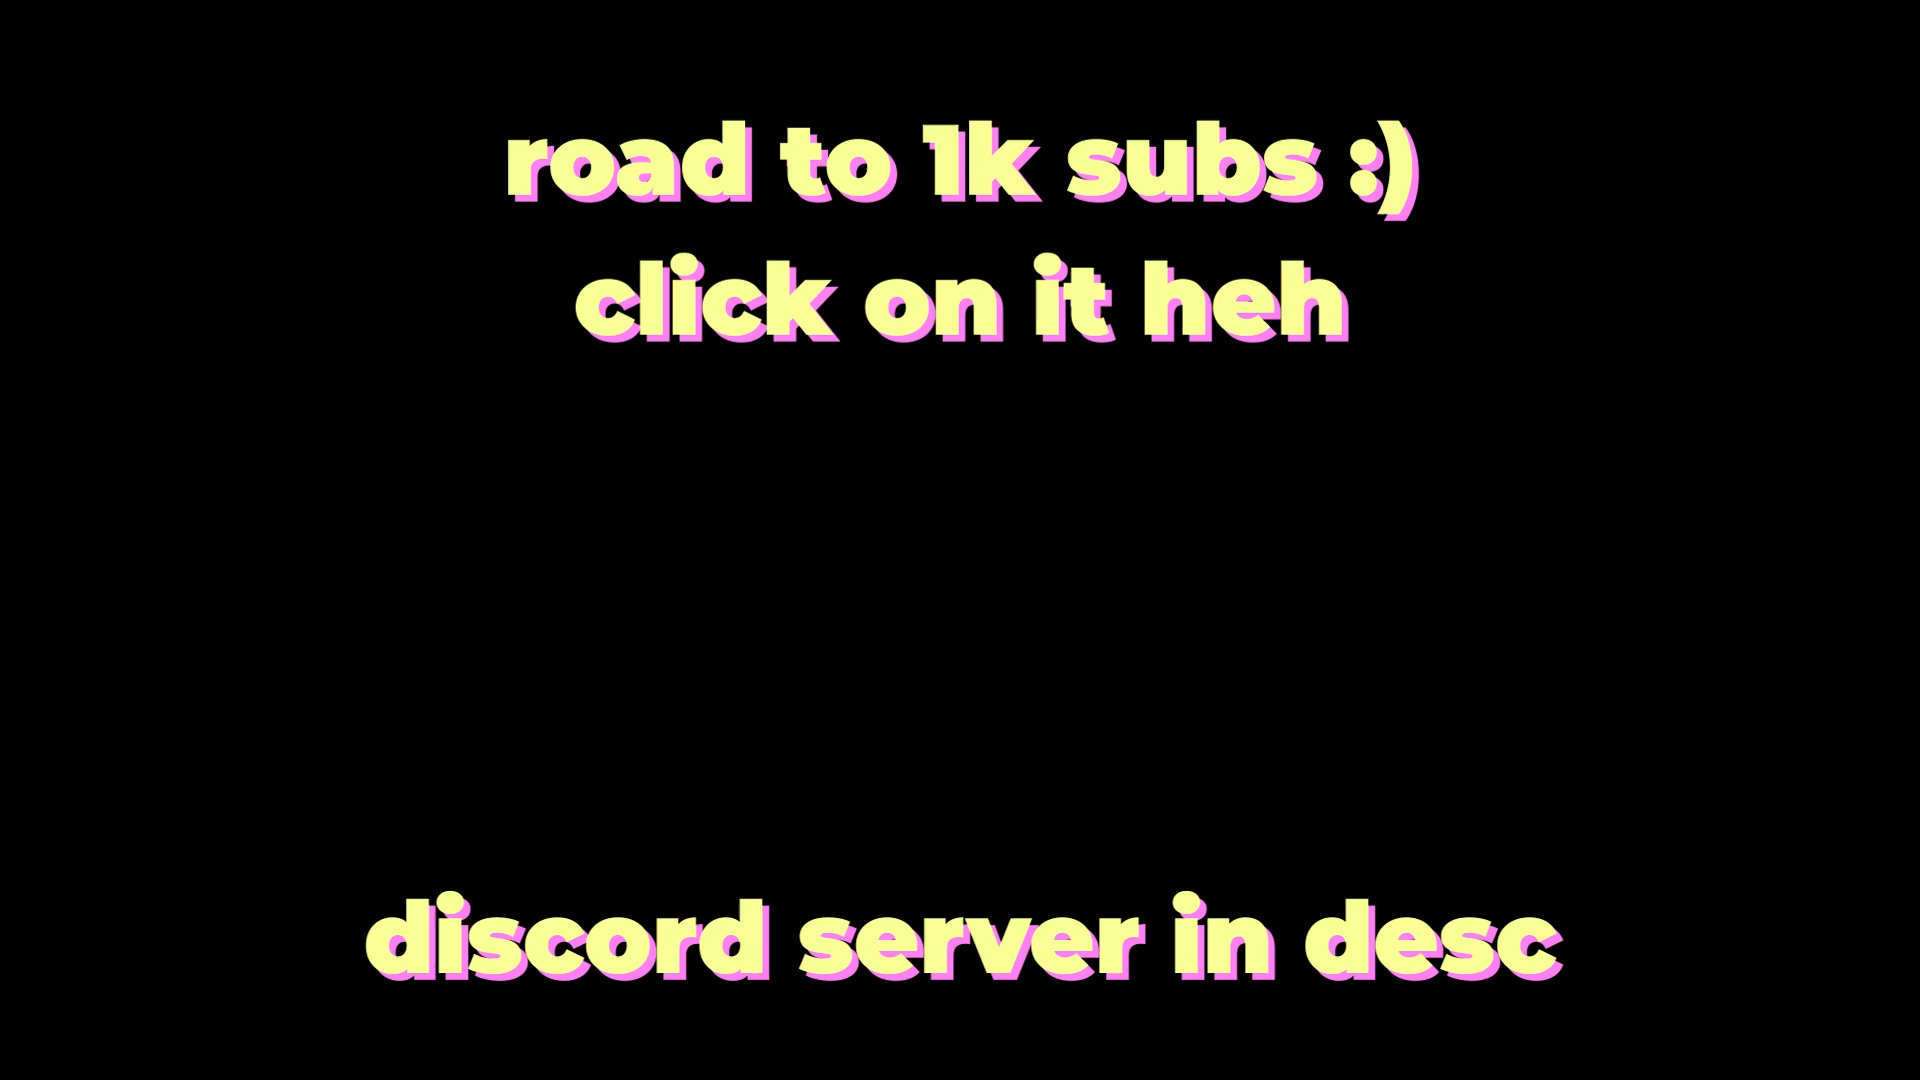 road to 1k subs :)
click on it heh
discord server in desc